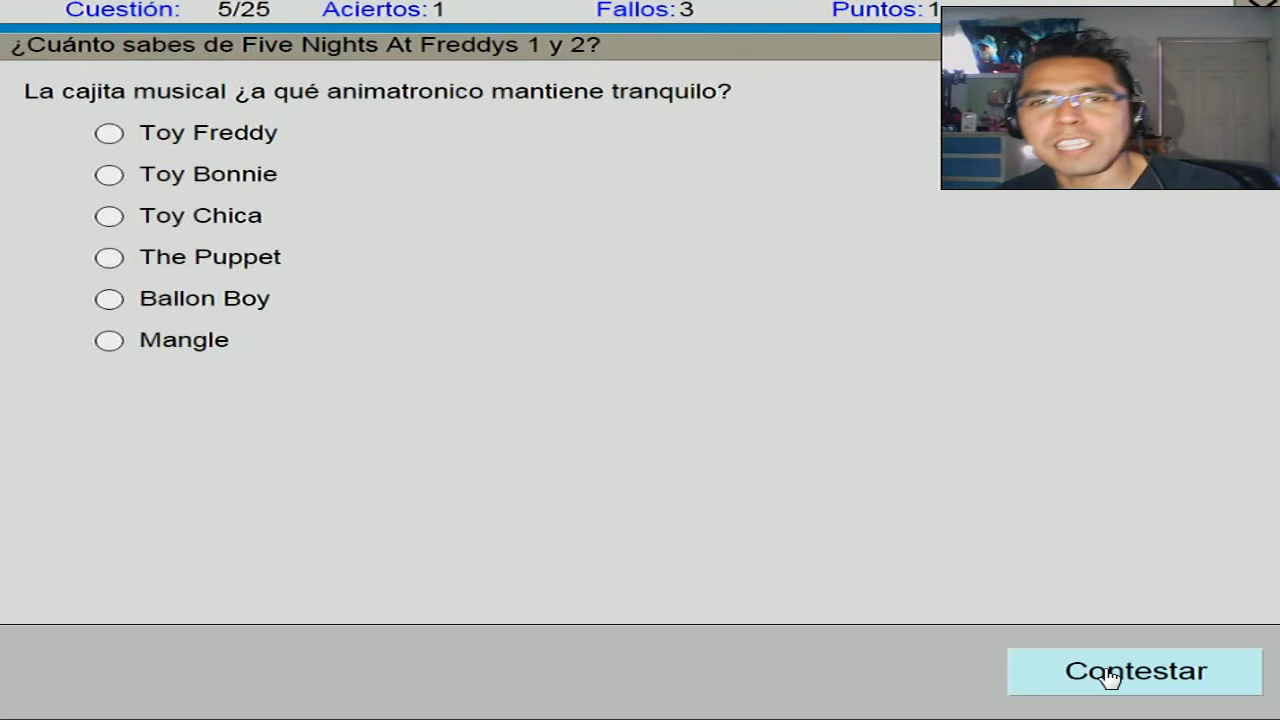 Cuestión: 5/25 Aciertos: 1 Fallos: 3 Puntos: 1
¿Cuánto sabes de Five Nights At Freddys 1 y 2?
La cajita musical ¿a qué animatronico mantiene tranquilo?
Toy Freddy
Toy Bonnie
Toy Chica
The Puppet
Ballon Boy
Mangle
Contestar